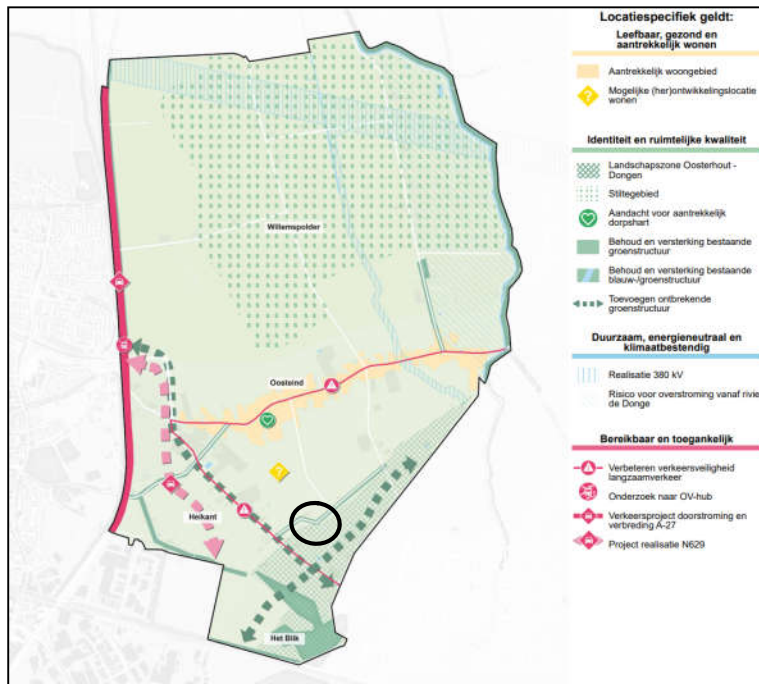 Locatiespecifiek geldt:
Leefbaar, gezond en
aantrekkelijk wonen
Aantrekkelijk woongebied
Mogelijke (her)ontwikkelingslocatie
wonen
Identiteit en ruimtelijke kwaliteit
Landschapszone Oosterhout -
Dongen
Stiltegebied
Aandacht voor aantrekkelijk
dorpshart
Behoud en versterking bestaande
groenstructuur
Behoud en versterking bestaande
blauw-/groenstructuur
Toevoegen ontbrekende
groenstructuur
Duurzaam, energieneutraal en
klimaatbestendig
Realisatie 380 kV
Risico voor overstroming vanaf rivie
de Donge
Bereikbaar en toegankelijk
Verbeteren verkeersveiligheid
langzaamverkeer
Onderzoek naar OV-hub
Verkeersproject doorstroming en
verbreding A-27
Project realisatie N629
Willemspolder
Oosteind
?
Heikant
Het Blik